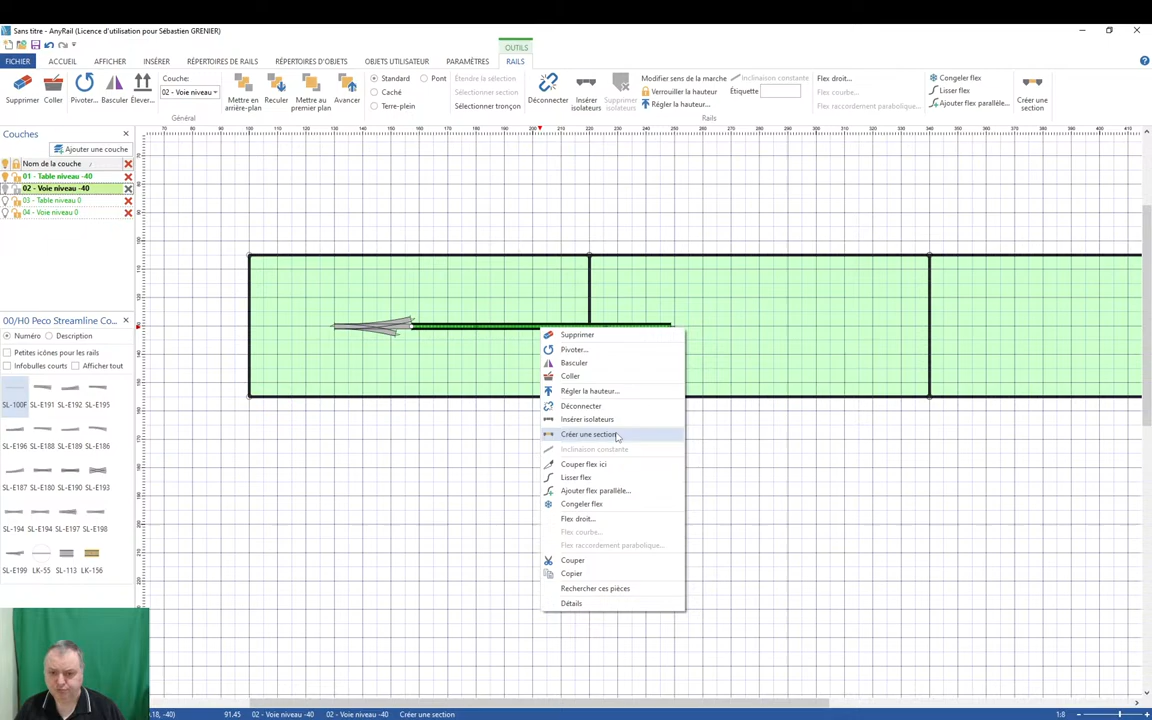 Sans titre - AnyRail (Licence d'utilisation pour Sébastien GRENIER)
OUTILS
FICHIER ACCUEIL AFFICHER INSÉRER RÉPERTOIRES DE RAILS RÉPERTOIRES D'OBJETS OBJETS UTILISATEUR PARAMÈTRES RAILS
Supprimer Coller Pivoter... Basculer Élever...
Couche:
02 - Voie niveau
Mettre en arrière-plan Reculer Mettre au premier plan Avancer
Général
Standard Pont
Caché
Terre-plein
Étendre la sélection
Sélectionner section
Sélectionner tronçon
Déconnecter Insérer isolateurs Supprimer isolateurs
Modifier sens de la marche
Verrouiller la hauteur
Régler la hauteur...
Inclinaison constante
Étiquette
Rails
Flex droit...
Flex courbe...
Flex raccordement parabolique...
Congeler flex
Lisser flex
Ajouter flex parallèle...
Créer une section
Couches
Ajouter une couche
Nom de la couche
01 - Table niveau -40
02 - Voie niveau -40
03 - Table niveau 0
04 - Voie niveau 0
00/H0 Peco Streamline Co...
Numéro Description
Petites icônes pour les rails
Infobulles courts Afficher tout
SL-100F SL-E191 SL-E192 SL-E195
SL-E196 SL-E188 SL-E189 SL-E186
SL-E187 SL-E180 SL-E190 SL-E193
SL-194 SL-E194 SL-E197 SL-E198
SL-E199 LK-55 SL-113 LK-156
Supprimer
Pivoter...
Basculer
Coller
Régler la hauteur...
Déconnecter
Insérer isolateurs
Créer une section
Inclinaison constante
Couper flex ici
Lisser flex
Ajouter flex parallèle...
Congeler flex
Flex droit...
Flex courbe...
Flex raccordement parabolique...
Couper
Copier
Rechercher ces pièces
Détails
.18, -40) 91.45 02 - Voie niveau -40 02 - Voie niveau -40 Créer une section 1:8